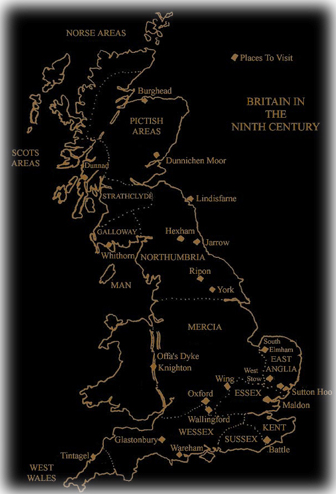 NORSE AREAS
Places To Visit
Burghead
BRITAIN IN
THE
NINTH CENTURY
PICTISH
AREAS
SCOTS
AREAS
Dunnichen Moor
Dunnad
STRATHCLYDE
Lindisfarne
GALLOWAY
Hexham
Jarrow
Whithorn
NORTHUMBRIA
MAN
Ripon
York
MERCIA
South
Elmham
Offa's Dyke
Knighton
EAST
ANGLIA
West
Stow
Wing
Sutton Hoo
Oxford
ESSEX
Maldon
Wallingford
WESSEX
KENT
Glastonbury
SUSSEX
Wareham
Battle
Tintagel
WEST
WALES